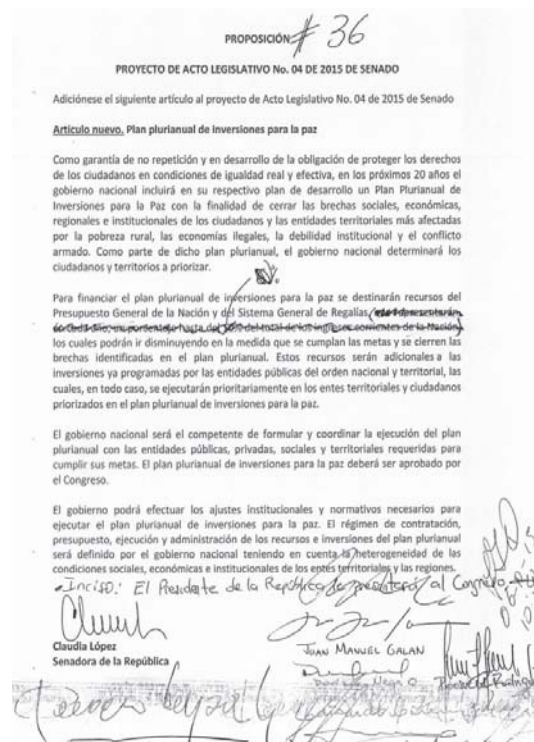 PROPOSICIÓN # 36
PROYECTO DE ACTO LEGISLATIVO No. 04 DE 2015 DE SENADO
Adiciónese el siguiente artículo al proyecto de Acto Legislativo No. 04 de 2015 de Senado
Artículo nuevo. Plan plurianual de inversiones para la paz
Como garantía de no repetición y en desarrollo de la obligación de proteger los derechos
de los ciudadanos en condiciones de igualdad real y efectiva, en los próximos 20 años el
gobierno nacional incluirá en su respectivo plan de desarrollo un Plan Plurianual de
Inversiones para la Paz con la finalidad de cerrar las brechas sociales, económicas,
regionales e institucionales de los ciudadanos y las entidades territoriales más afectadas
por la pobreza rural, las economías ilegales, la debilidad institucional y el conflicto
armado. Como parte de dicho plan plurianual, el gobierno nacional determinará los
ciudadanos y territorios a priorizar.
Para financiar el plan plurianual de inversiones para la paz se destinarán recursos del
Presupuesto General de la Nación y del Sistema General de Regalías,
del total de los ingresos corrientes de la Nación
los cuales podrán ir disminuyendo en la medida que se cumplan las metas y se cierren las
brechas identificadas en el plan plurianual. Estos recursos serán adicionales a las
inversiones ya programadas por las entidades públicas del orden nacional y territorial, las
cuales, en todo caso, se ejecutarán prioritariamente en los entes territoriales y ciudadanos
priorizados en el plan plurianual de inversiones para la paz.
El gobierno nacional será el competente de formular y coordinar la ejecución del plan
plurianual con las entidades públicas, privadas, sociales y territoriales requeridas para
cumplir sus metas. El plan plurianual de inversiones para la paz deberá ser aprobado por
el Congreso.
El gobierno podrá efectuar los ajustes institucionales y normativos necesarios para
ejecutar el plan plurianual de inversiones para la paz. El régimen de contratación,
presupuesto, ejecución y administración de los recursos e inversiones del plan plurianual
será definido por el gobierno nacional teniendo en cuenta la heterogeneidad de las
condiciones sociales, económicas e institucionales de los entes territoriales y las regiones.
Inciso: El Presidente de la República presentará al Congreso
Claudia López
Senadora de la República
JUAN MANUEL GALAN